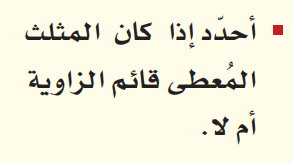 أحدّد إذا كان المثلث
المُعطى قائم الزاوية
أم لا.